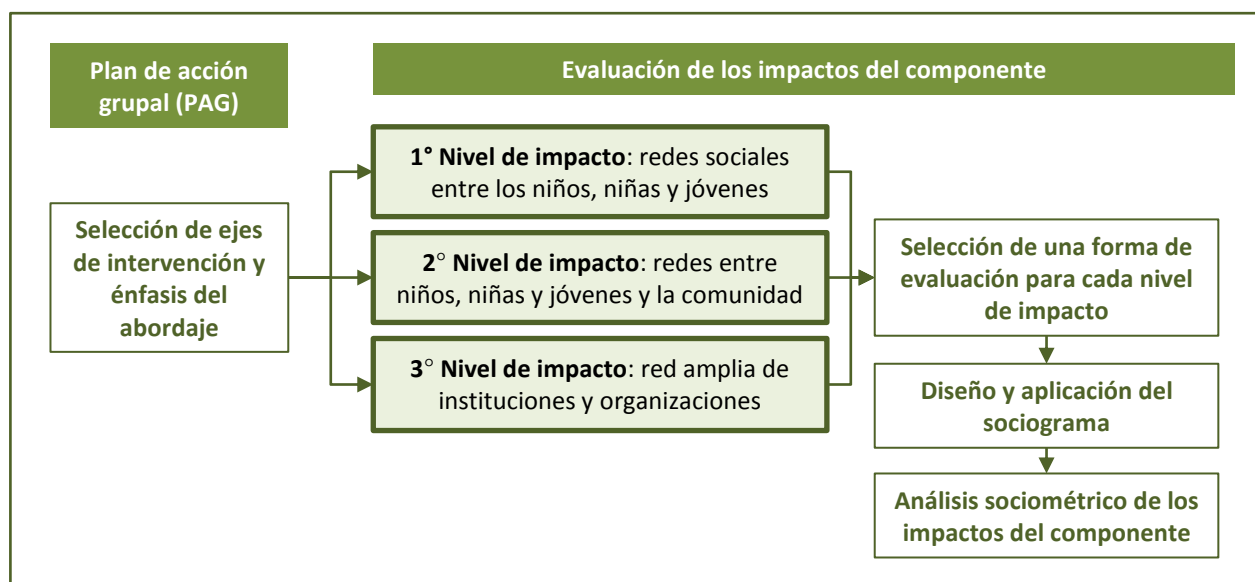 Plan de acción
grupal (PAG)
Evaluación de los impactos del componente
Selección de ejes
de intervención y
énfasis del
abordaje
1° Nivel de impacto: redes sociales
entre los niños, niñas y jóvenes
2° Nivel de impacto: redes entre
niños, niñas y jóvenes y la comunidad
3° Nivel de impacto: red amplia de
instituciones y organizaciones
Selección de una forma de
evaluación para cada nivel
de impacto
Diseño y aplicación del
sociograma
Análisis sociométrico de los
impactos del componente